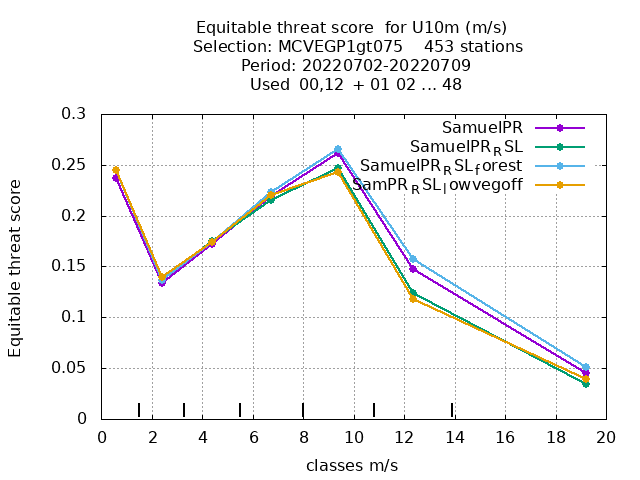 Equitable threat score for U10m (m/s)
Selection: MCVEGP1gt075 453 stations
Period: 20220702-20220709
Used 00,12 + 01 02 ... 48
SamuelPR
SamuelPR_RSL
SamuelPR_RSL_forest
SamPR_RSL_lowvegoff
Equitable threat score
0.3
0.25
0.2
0.15
0.1
0.05
0
0 2 4 6 8 10 12 14 16 18 20
classes m/s